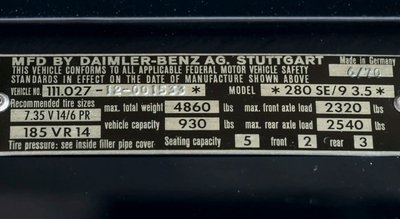 MFD BY DAIMLER-BENZ AG. STUTTGART Made in Germany
THIS VEHICLE CONFORMS TO ALL APPLICABLE FEDERAL MOTOR VEHICLE SAFETY
STANDARDS IN EFFECT ON THE DATE OF MANUFACTURE SHOWN ABOVE 6/70
VEHICLE NO. 111.027-12-001533 MODEL * 280 SE/9 3.5 *
Recommended tire sizes max. total weight 4860 lbs max. front axle load 2320 lbs
7.35 V 14/6 PR vehicle capacity 930 lbs max. rear axle load 2540 lbs
185 VR 14
Tire pressure: see inside filler pipe cover Seating capacity 5 front 2 rear 3